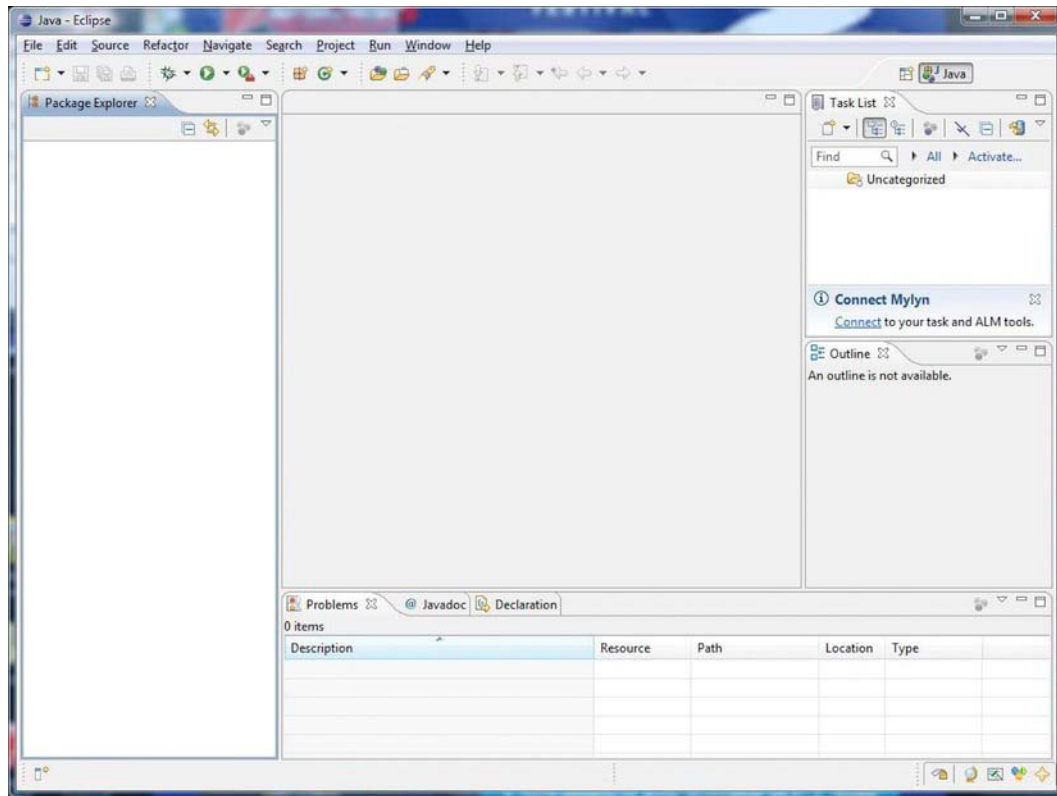 Java - Eclipse
File Edit Source Refactor Navigate Search Project Run Window Help
Java
Package Explorer
Task List
Find All Activate...
Uncategorized
Connect Mylyn
Connect to your task and ALM tools.
Outline
An outline is not available.
Problems @ Javadoc Declaration
0 items
Description Resource Path Location Type